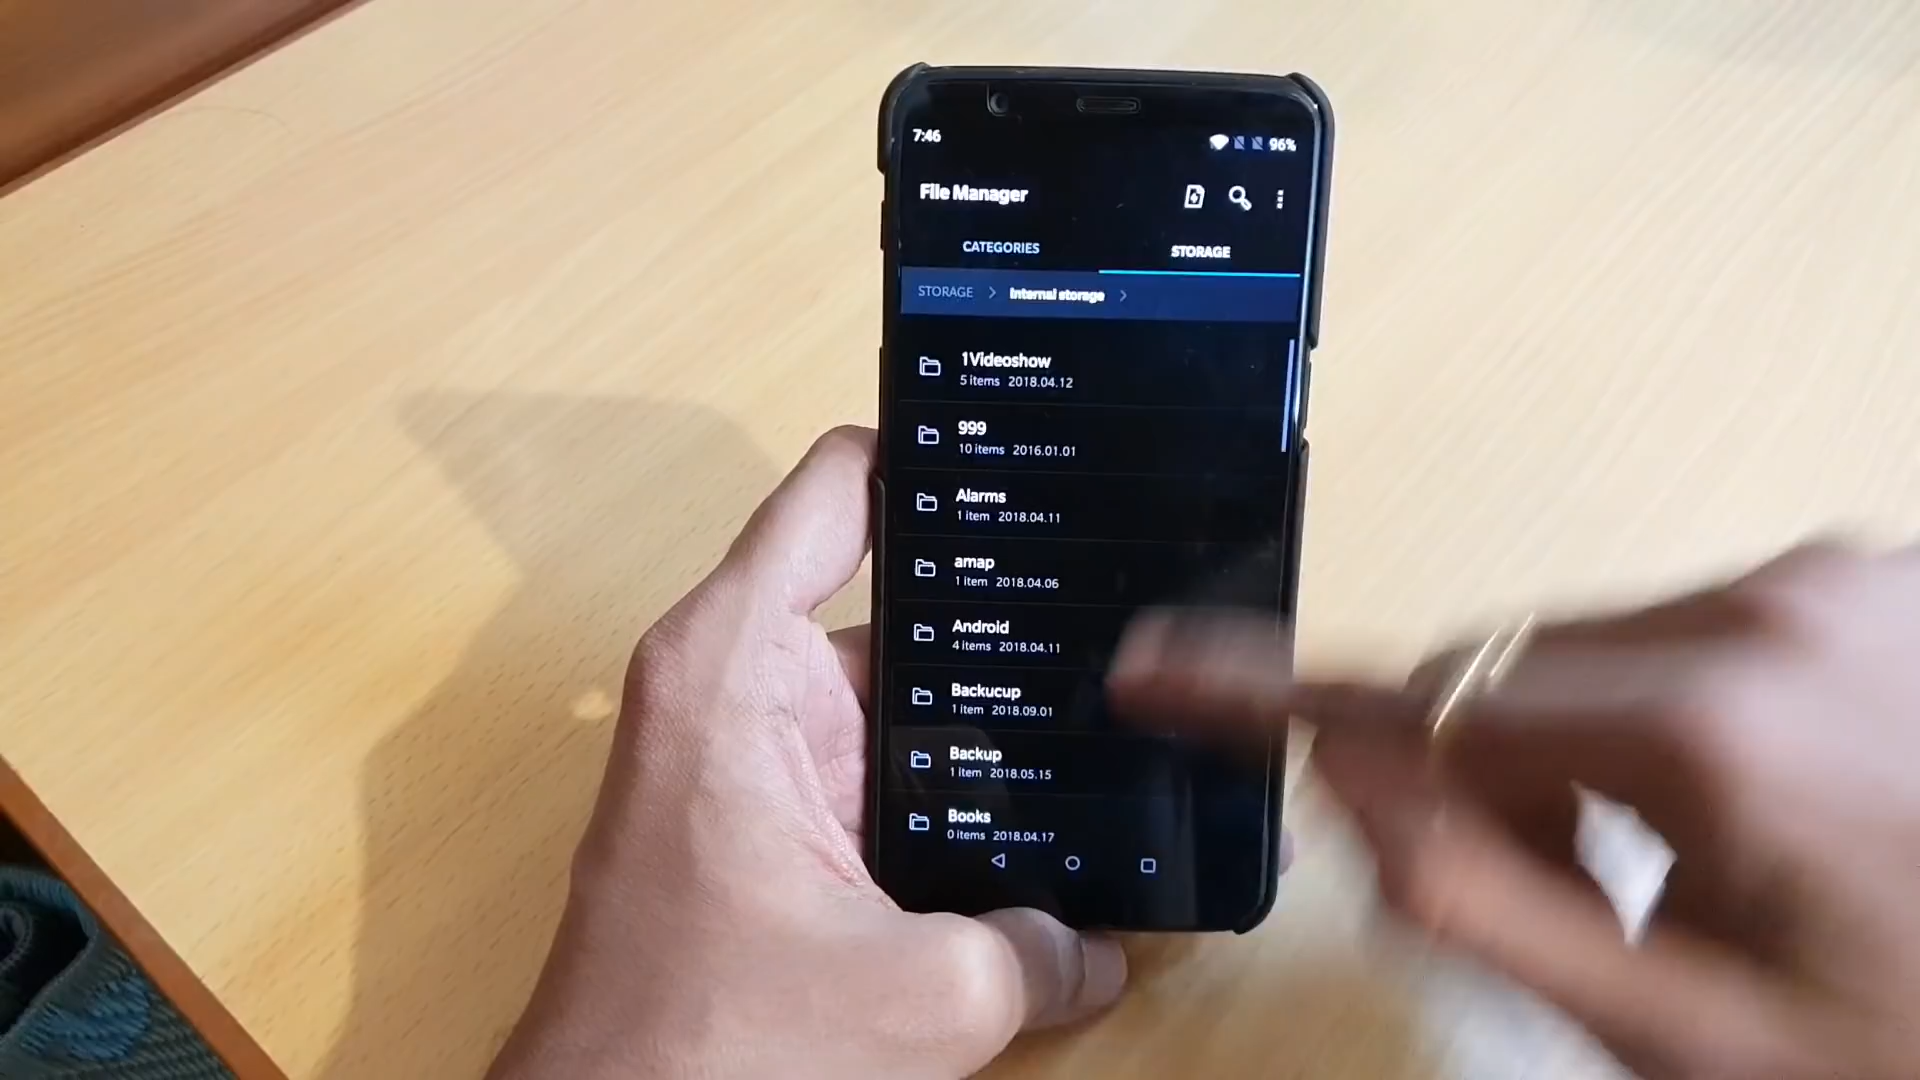 7:46
96%
File Manager
CATEGORIES
STORAGE
STORAGE > Internal storage >
1Videoshow
5 items 2018.04.12
999
10 items 2016.01.01
Alarms
1 item 2018.04.11
amap
1 item 2018.04.06
Android
4 items 2018.04.11
Backucup
1 item 2018.09.01
Backup
1 item 2018.05.15
Books
0 items 2018.04.17